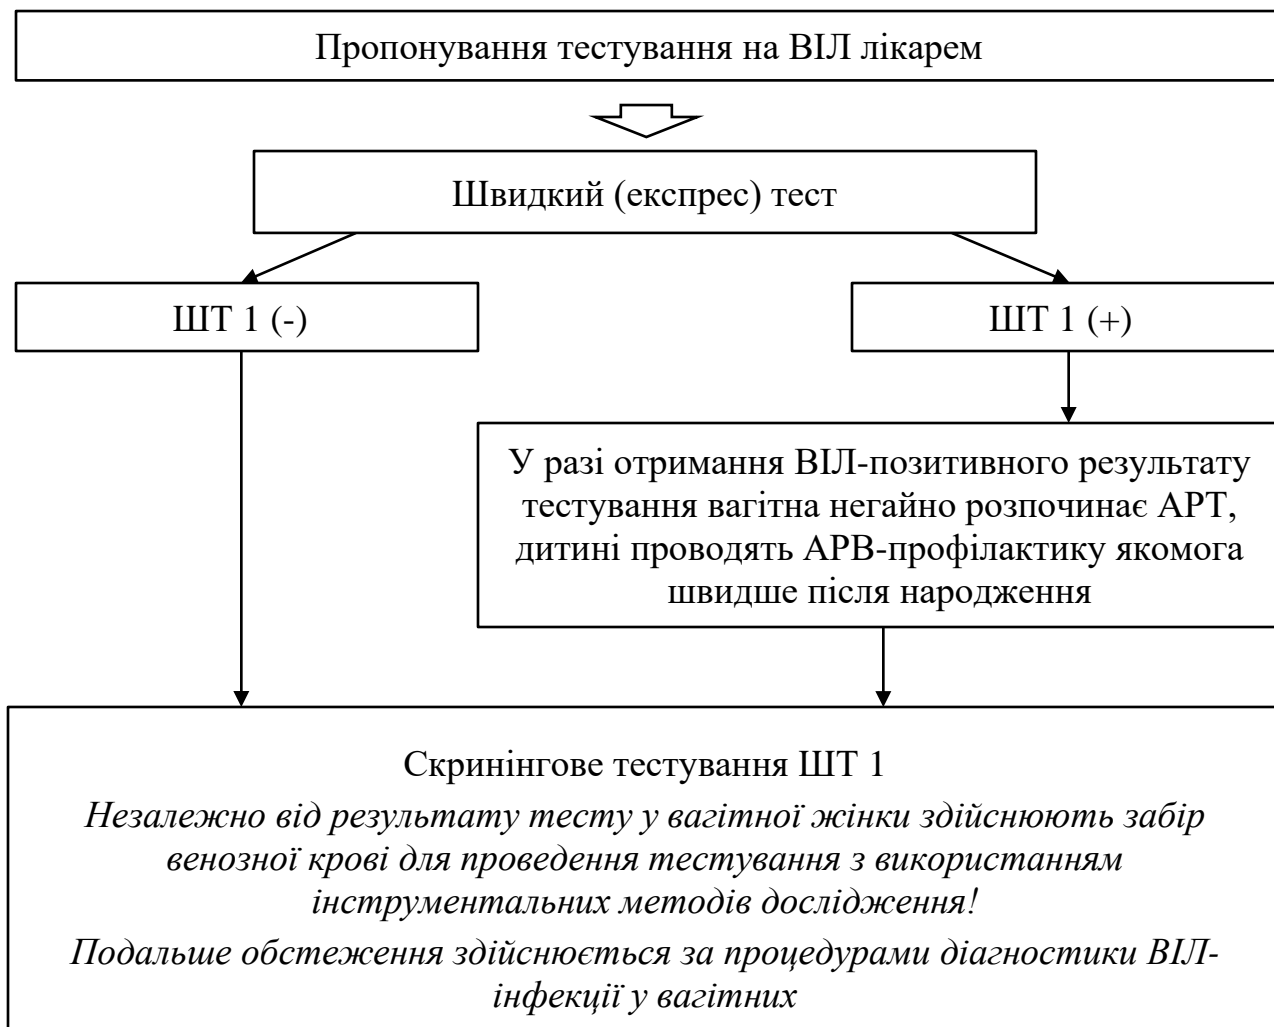 Пропонування тестування на ВІЛ лікарем
Швидкий (експрес) тест
ШТ 1 (-)
ШТ 1 (+)
У разі отримання ВІЛ-позитивного результату
тестування вагітна негайно розпочинає АРТ,
дитині проводять АРВ-профілактику якомога
швидше після народження
Скринінгове тестування ШТ 1
Незалежно від результату тесту у вагітної жінки здійснюють забір
венозної крові для проведення тестування з використанням
інструментальних методів дослідження!
Подальше обстеження здійснюється за процедурами діагностики ВІЛ-
інфекції у вагітних